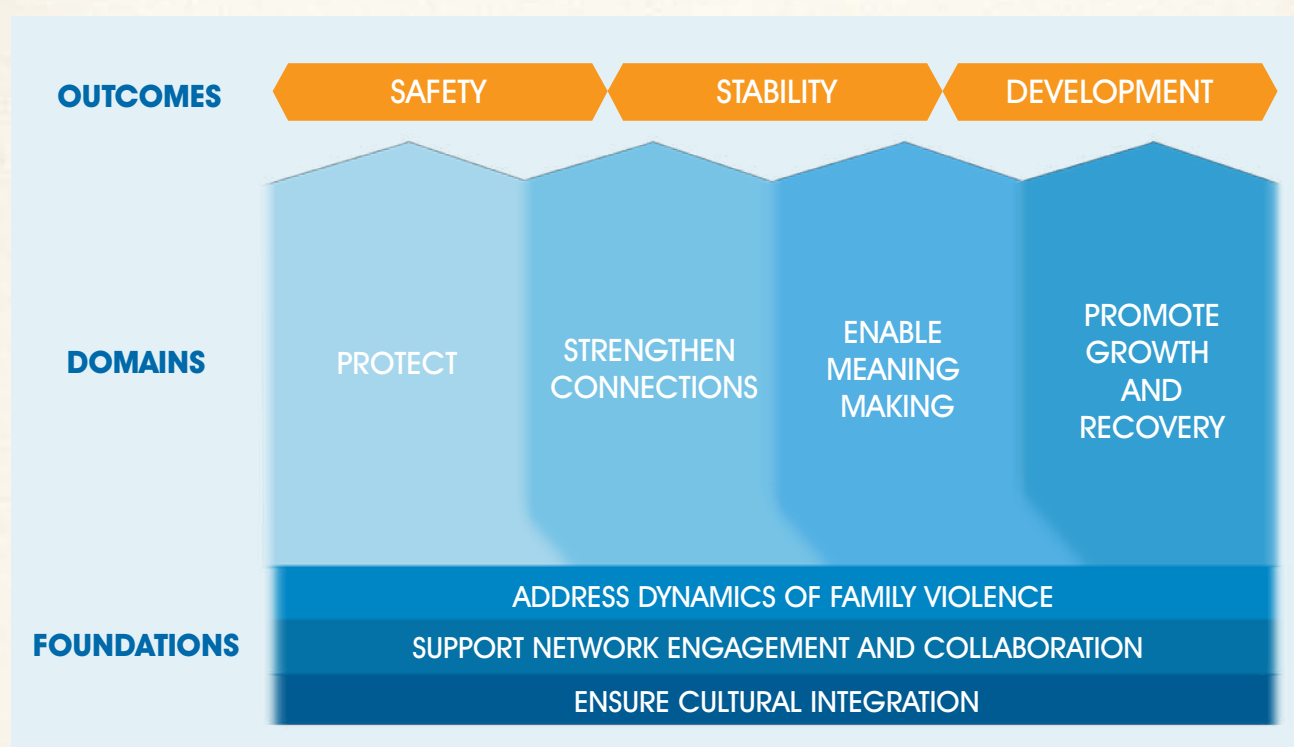 OUTCOMES
SAFETY
STABILITY
DEVELOPMENT
DOMAINS
PROTECT
STRENGTHEN
CONNECTIONS
ENABLE
MEANING
MAKING
PROMOTE
GROWTH
AND
RECOVERY
FOUNDATIONS
ADDRESS DYNAMICS OF FAMILY VIOLENCE
SUPPORT NETWORK ENGAGEMENT AND COLLABORATION
ENSURE CULTURAL INTEGRATION